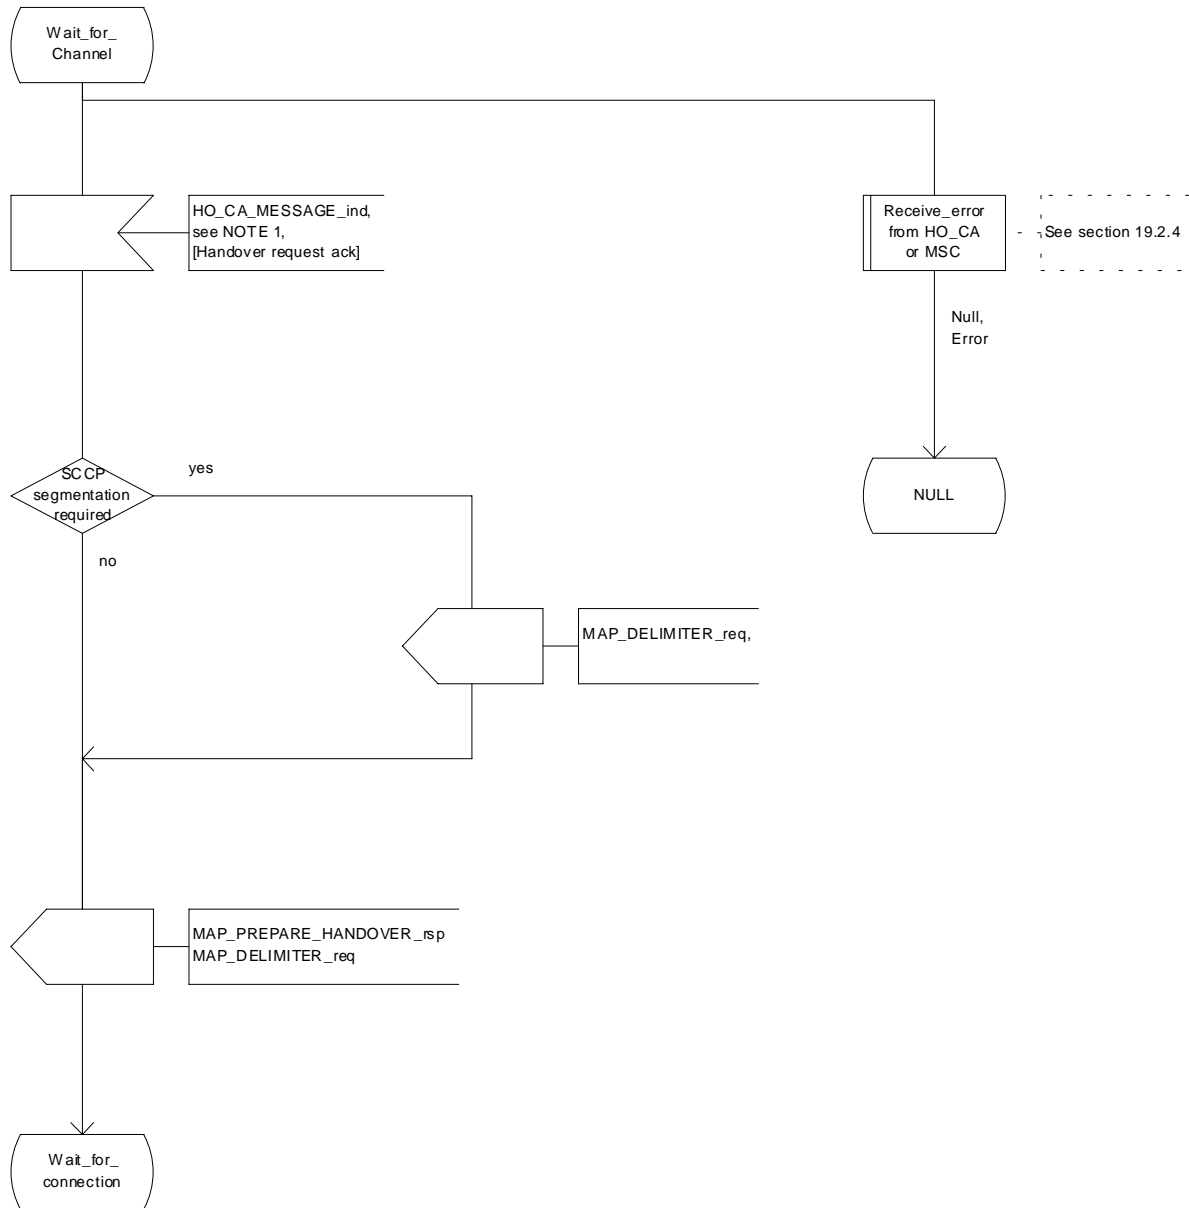 Wait_for_
Channel
HO_CA_MESSAGE_ind,
see NOTE 1,
[Handover request ack]
Receive_error
from HO_CA
or MSC
See section 19.2.4
Null,
Error
SCCP
segmentation
required
yes
NULL
no
MAP_DELIMITER_req,
MAP_PREPARE_HANDOVER_rsp
MAP_DELIMITER_req
Wait_for_
connection